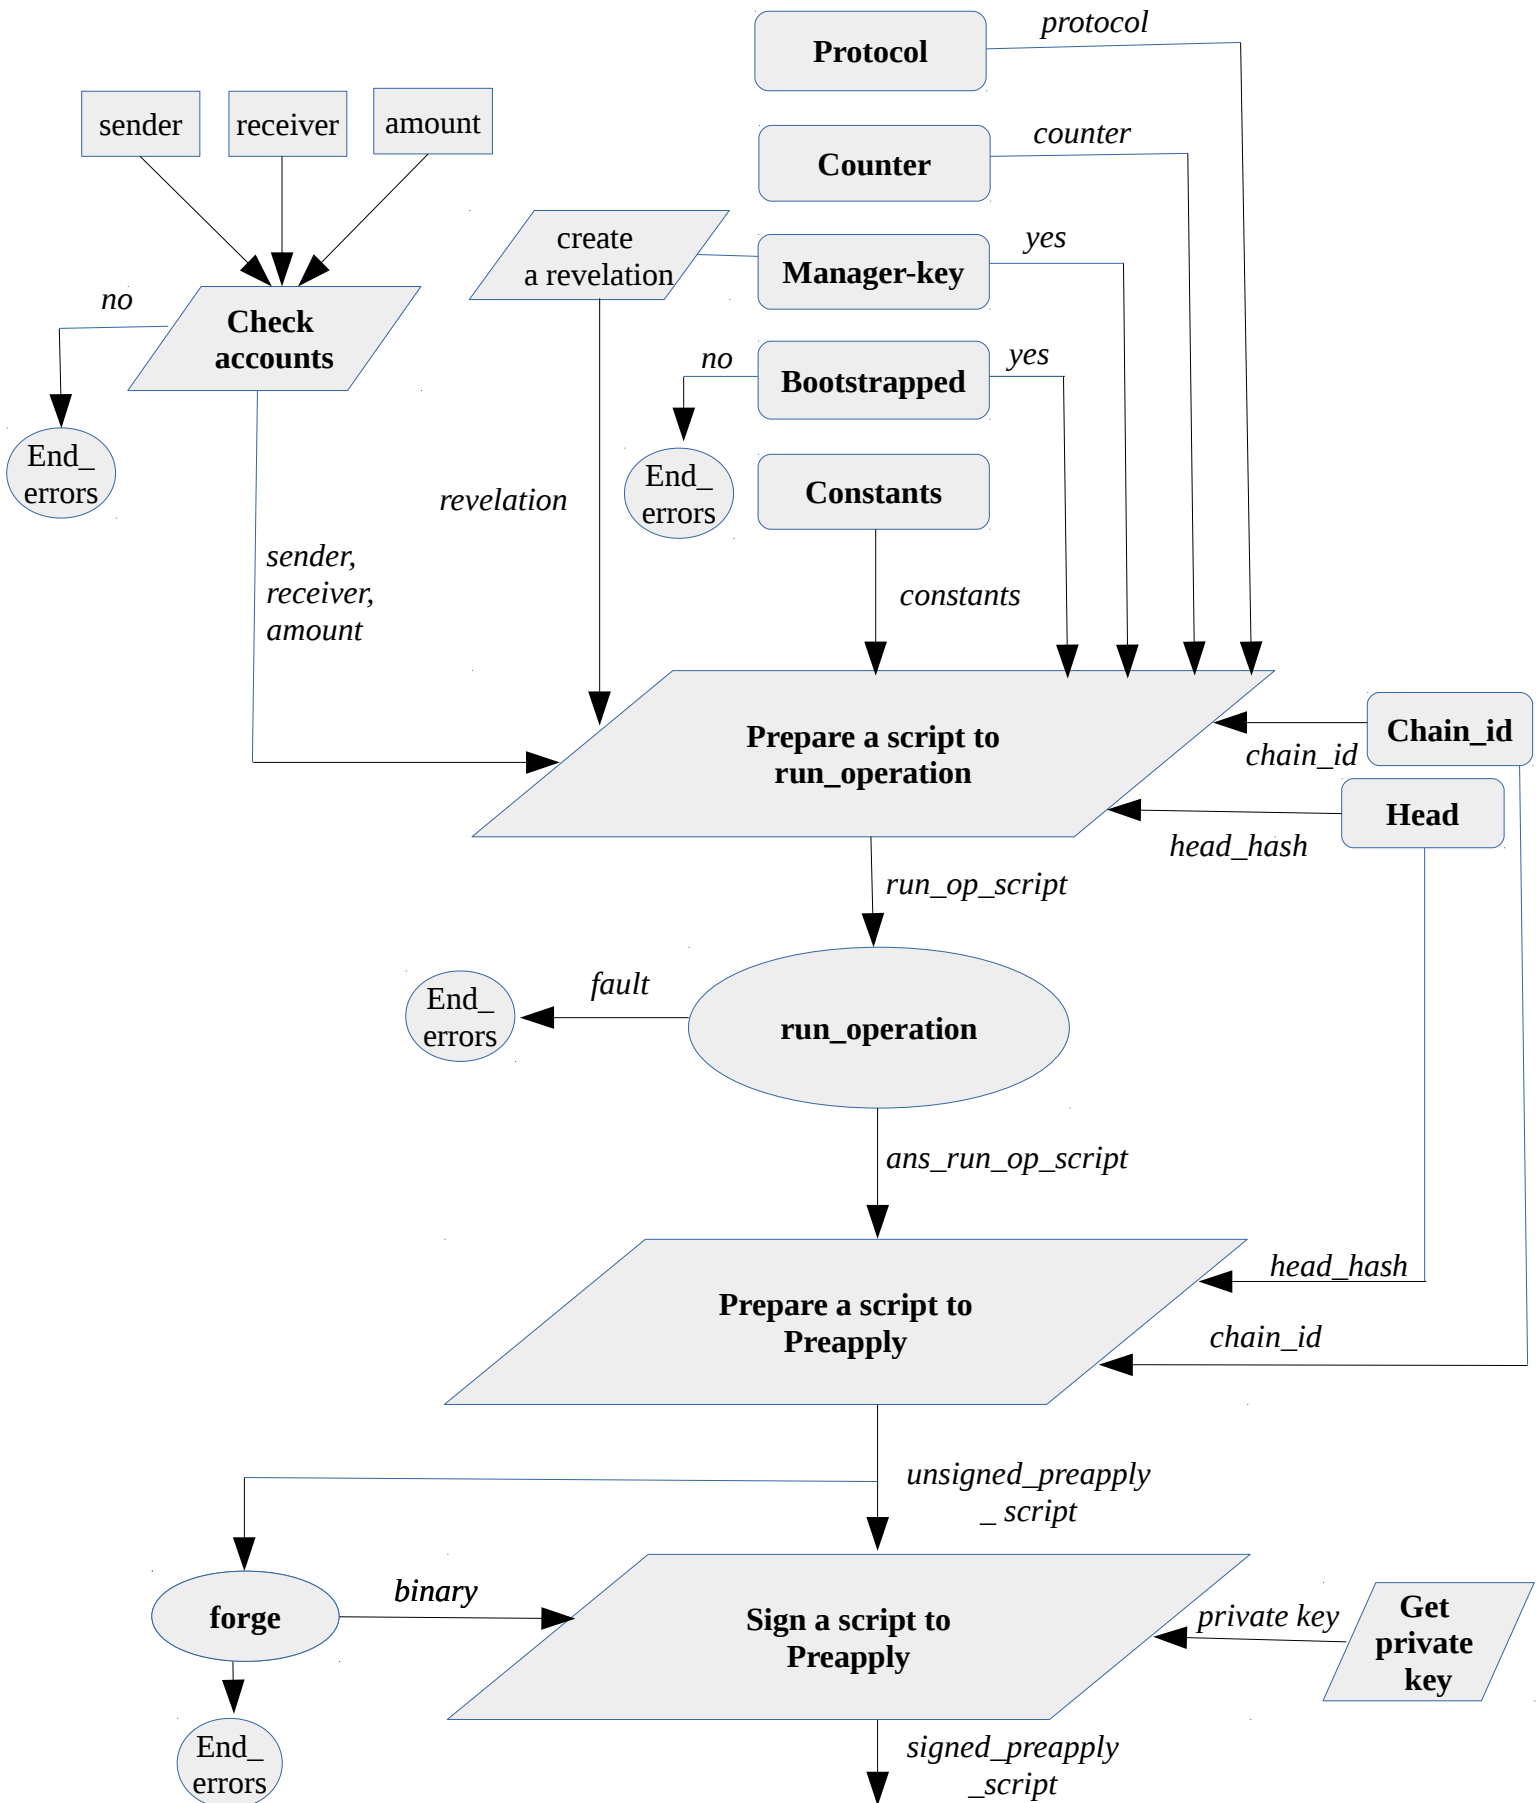 protocol
Protocol
sender
receiver
amount
counter
Counter
create
a revelation
Manager-key
yes
no
Check
accounts
no
Bootstrapped
yes
End_
errors
End_
errors
Constants
revelation
sender,
receiver,
amount
constants
Prepare a script to
run_operation
Chain_id
chain_id
Head
head_hash
run_op_script
End_
errors
fault
run_operation
ans_run_op_script
head_hash
Prepare a script to
Preapply
chain_id
unsigned_preapply
_ script
forge
binary
Sign a script to
Preapply
private key
Get
private
key
End_
errors
signed_preapply
_script